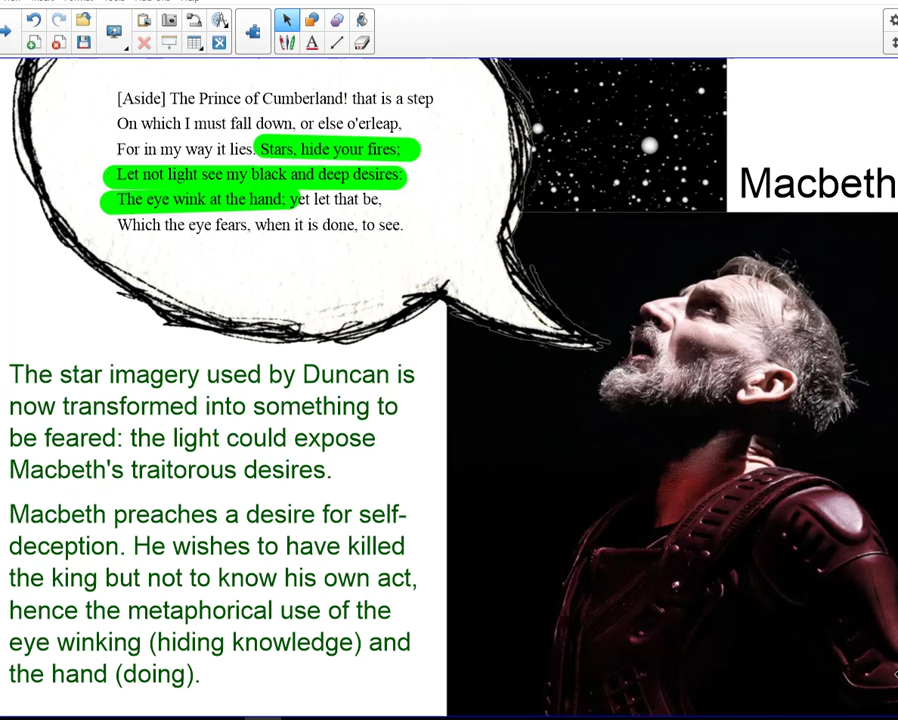 [Aside] The Prince of Cumberland! that is a step
On which I must fall down, or else o'erleap,
For in my way it lies. Stars, hide your fires;
Let not light see my black and deep desires:
The eye wink at the hand; yet let that be,
Which the eye fears, when it is done, to see.
Macbeth
The star imagery used by Duncan is
now transformed into something to
be feared: the light could expose
Macbeth's traitorous desires.
Macbeth preaches a desire for self-
deception. He wishes to have killed
the king but not to know his own act,
hence the metaphorical use of the
eye winking (hiding knowledge) and
the hand (doing).